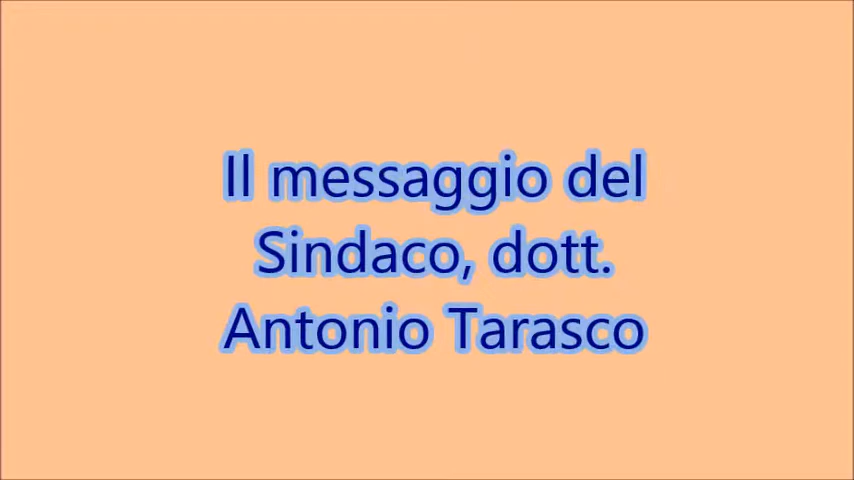 Il messaggio del
Sindaco, dott.
Antonio Tarasco